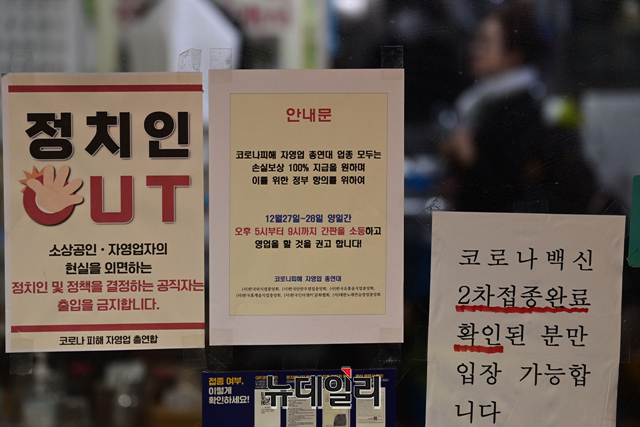 정치인
OUT
소상공인 · 자영업자의
현실을 외면하는
정치인 및 정책을 결정하는 공직자는
출입을 금지합니다.
코로나 피해 자영업 총연합
안내문
코로나피해 자영업 총연대 업종 모두는
손실보상 100% 지급을 원하며
이를 위한 정부 항의를 위하여
12월27일~28일 양일간
오후 5시부터 9시까지 간판을 소등하고
영업을 할 것을 권고 합니다!
코로나피해 자영업 총연대
코로나백신
2차접종완료
확인된 분만
입장 가능합
니다
접종 여부,
이렇게
확인하세요!
뉴데일리